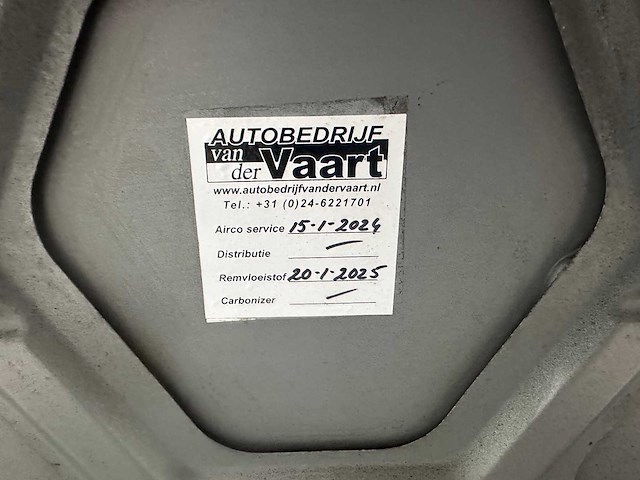 AUTOBEDRIJF
van der Vaart
www.autobedrijfvandervaart.nl
Tel.: +31 (0)24-6221701
Airco service 15-1-2024
Distributie —
Remvloeistof 20-1-2025
Carbonizer —